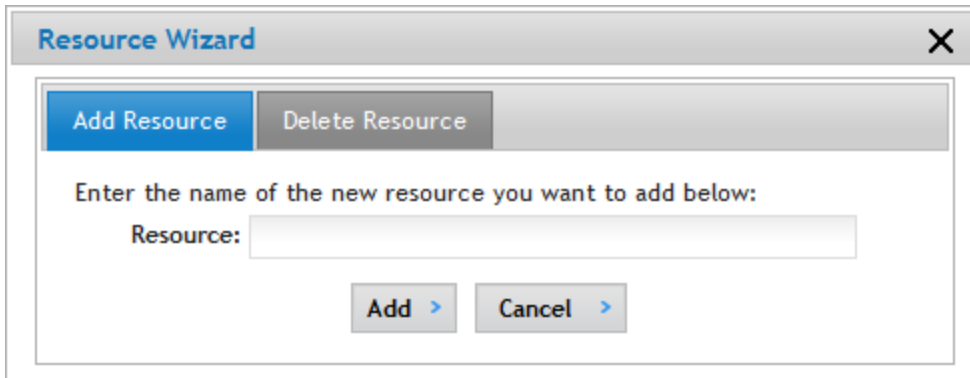 Resource Wizard
Add Resource Delete Resource
Enter the name of the new resource you want to add below:
Resource:
Add > Cancel >